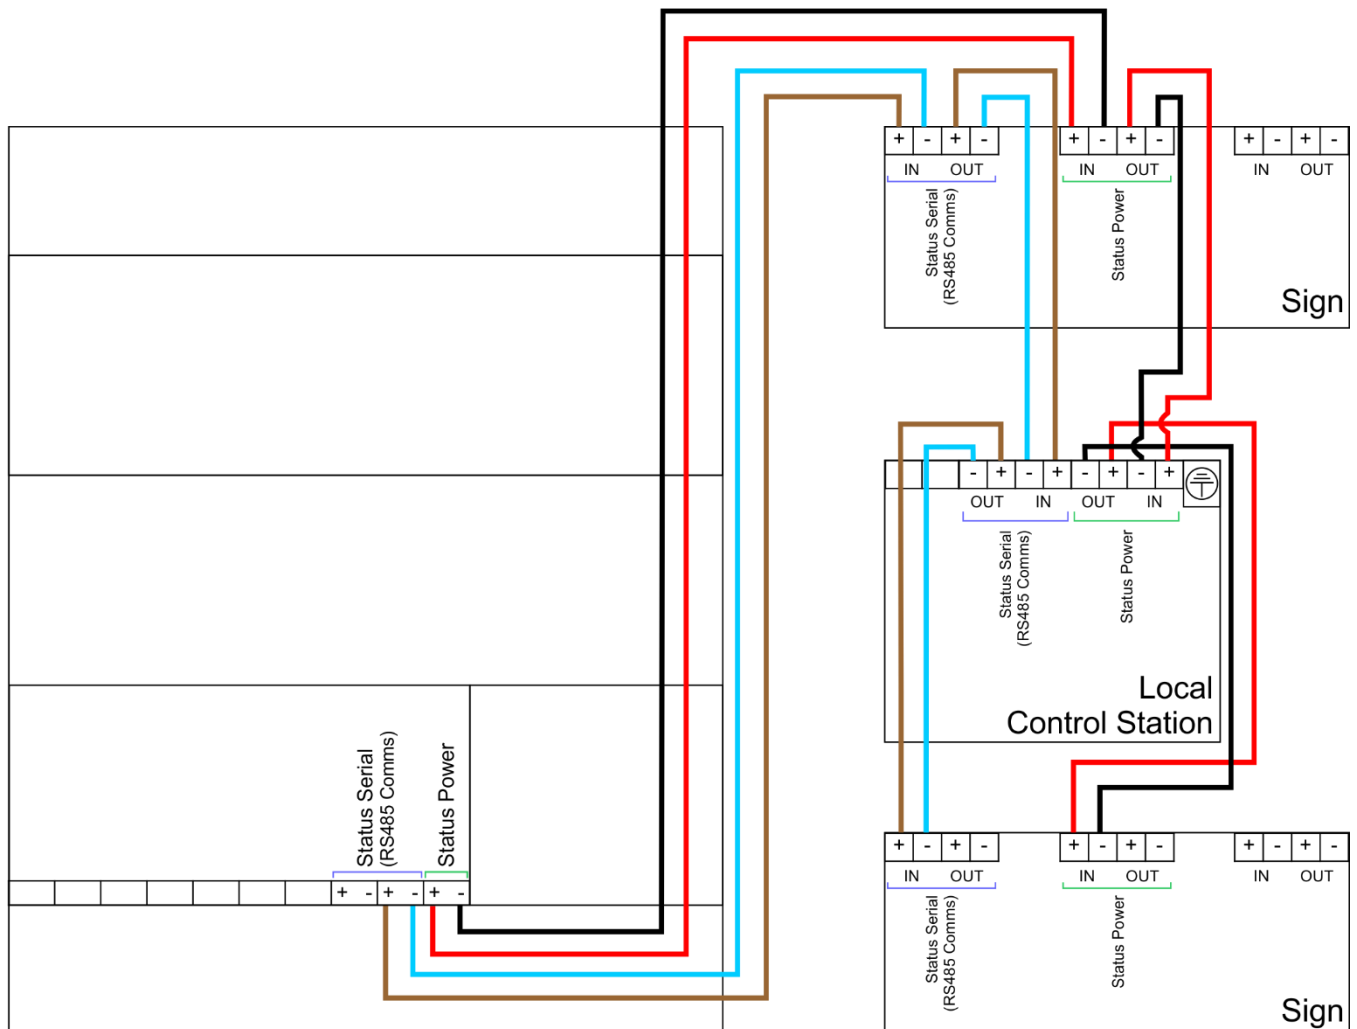 + - + -
IN OUT
Status Serial
(RS485 Comms)
+ - + -
IN OUT
Status Power
+ - + -
IN OUT
Sign
- + - +
OUT IN
Status Serial
(RS485 Comms)
- + - +
OUT IN
Status Power
Local
Control Station
Status Serial
(RS485 Comms)
Status Power
+ - + - + -
+ - + -
IN OUT
Status Serial
(RS485 Comms)
+ - + -
IN OUT
Status Power
+ - + -
IN OUT
Sign